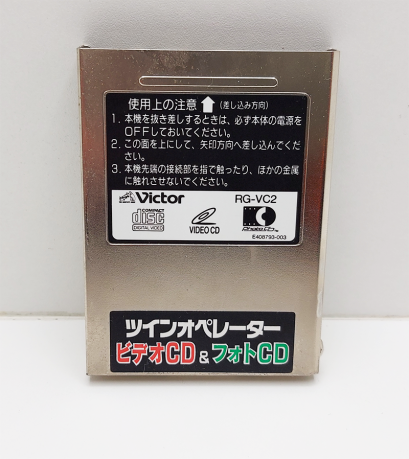 使用上の注意 (差し込み方向)
1. 本機を抜き差しするときは、必ず本体の電源を
OFFしておいてください。
2. この面を上にして、矢印方向へ差し込んでくだ
さい。
3. 本機先端の接続部を指で触ったり、ほかの金属
に触れさせないでください。
Victor RG-VC2
COMPACT
disc
DIGITAL VIDEO
VIDEO CD
Photo CD
E408793-003
ツインオペレーター
ビデオCD & フォトCD